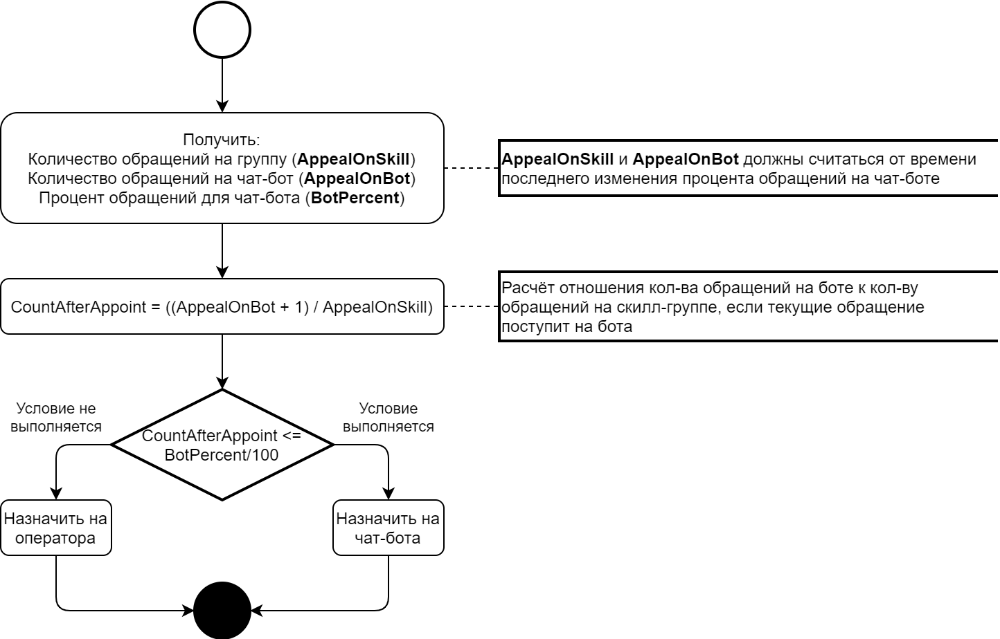 Получить:
Количество обращений на группу (AppealOnSkill)
Количество обращений на чат-бот (AppealOnBot)
Процент обращений для чат-бота (BotPercent)
AppealOnSkill и AppealOnBot должны считаться от времени
последнего изменения процента обращений на чат-боте
CountAfterAppoint = ((AppealOnBot + 1) / AppealOnSkill)
Расчёт отношения кол-ва обращений на боте к кол-ву
обращений на скилл-группе, если текущие обращение
поступит на бота
Условие не
выполняется
Условие
выполняется
CountAfterAppoint <=
BotPercent/100
Назначить на
оператора
Назначить на
чат-бота